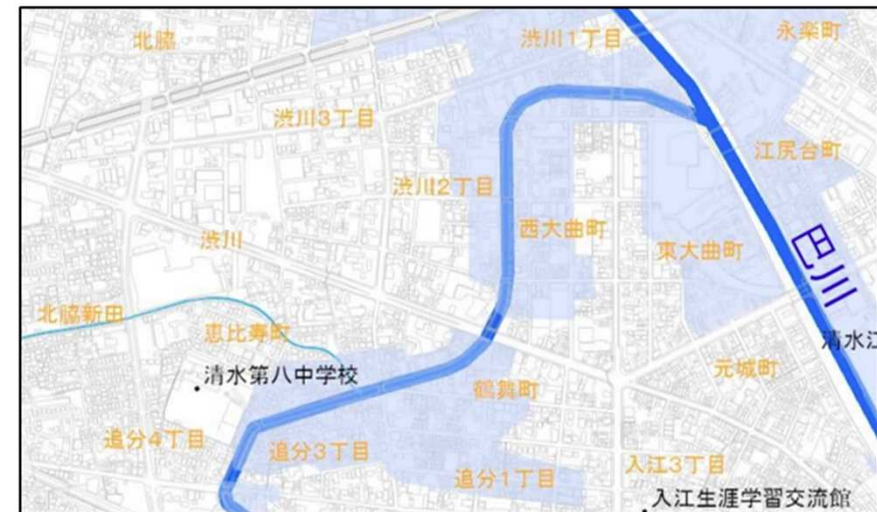 北脇
渋川1丁目
永楽町
渋川3丁目
江尻台町
渋川2丁目
西大曲町
渋川
東大曲町
巴川
北脇新田
恵比寿町
清水江
清水第八中学校
元城町
鶴舞町
追分4丁目
追分3丁目
追分1丁目
入江3丁目
入江生涯学習交流館